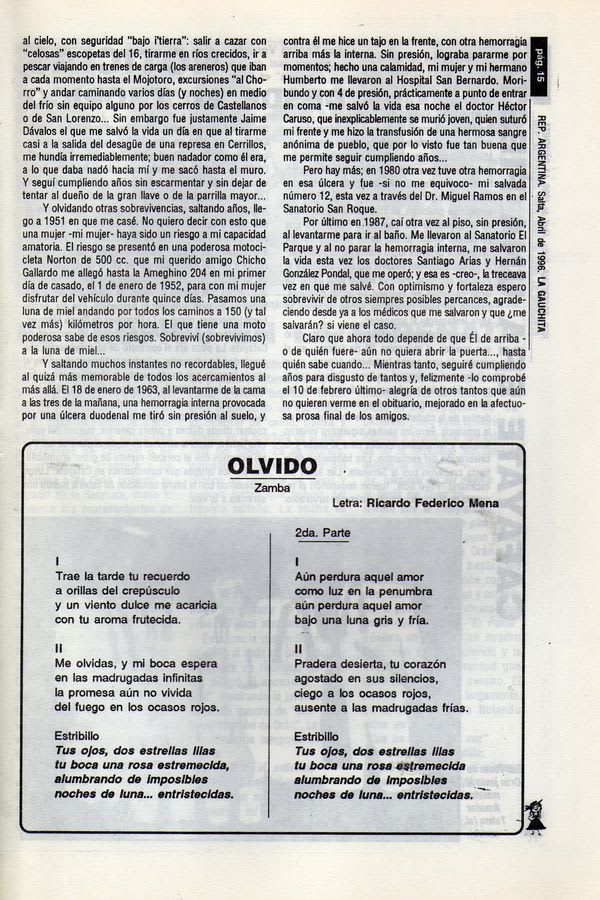 al cielo, con seguridad "bajo i'tierra": salir a cazar con
"celosas" escopetas del 16, tirarme en ríos crecidos, ir a
pescar viajando en trenes de carga (los areneros) que iban
a cada momento hasta el Mojotoro, excursiones "al Cho-
rro" y andar caminando varios días (y noches) en medio
del frío sin equipo alguno por los cerros de Castellanos
o de San Lorenzo... Sin embargo fue justamente Jaime
Dávalos el que me salvó la vida un día en que al tirarme
casi a la salida del desagüe de una represa en Cerrillos,
me hundía irremediablemente; buen nadador como él era,
a lo que daba nadó hacia mí y me sacó hasta el muro.
Y seguí cumpliendo años sin escarmentar y sin dejar de
tentar al dueño de la gran llave o de la parrilla mayor...
Y olvidando otras sobrevivencias, saltando años, lle-
go a 1951 en que me casé. No quiero decir con esto que
una mujer -mi mujer- haya sido un riesgo a mi capacidad
amatoria. El riesgo se presentó en una poderosa motoci-
cleta Norton de 500 cc. que mi querido amigo Chicho
Gallardo me allegó hasta la Ameghino 204 en mi primer
día de casado, el 1 de enero de 1952, para con mi mujer
disfrutar del vehículo durante quince días. Pasamos una
luna de miel andando por todos los caminos a 150 (y tal
vez más) kilómetros por hora. El que tiene una moto
poderosa sabe de esos riesgos. Sobreviví (sobrevivimos)
a la luna de miel...
Y saltando muchos instantes no recordables, llegué
al quizá más memorable de todos los acercamientos al
más allá. El 18 de enero de 1963, al levantarme de la cama
a las tres de la mañana, una hemorragia interna provocada
por una úlcera duodenal me tiró sin presión al suelo, y
contra él me hice un tajo en la frente, con otra hemorragia
arriba más la interna. Sin presión, lograba pararme por
momentos; hecho una calamidad, mi mujer y mi hermano
Humberto me llevaron al Hospital San Bernardo. Mori-
bundo y con 4 de presión, prácticamente a punto de entrar
en coma -me salvó la vida esa noche el doctor Héctor
Caruso, que inexplicablemente se murió joven, quien suturó
mi frente y me hizo la transfusión de una hermosa sangre
anónima de pueblo, que por lo visto fue tan buena que
me permite seguir cumpliendo años...
Pero hay más; en 1980 otra vez tuve otra hemorragia
en esa úlcera y fue -si no me equivoco- mi salvada
número 12, esta vez a través del Dr. Miguel Ramos en el
Sanatorio San Roque.
Por último en 1987, caí otra vez al piso, sin presión,
al levantarme para ir al baño. Me llevaron al Sanatorio El
Parque y al no parar la hemorragia interna, me salvaron
la vida esta vez los doctores Santiago Arias y Hernán
González Pondal, que me operó; y esa es -creo-, la treceava
vez en que me salvé. Con optimismo y fortaleza espero
sobrevivir de otros siempres posibles percances, agrade-
ciendo desde ya a los médicos que me salvaron y que ¿me
salvarán? si viene el caso.
Claro que ahora todo depende de que Él de arriba -
o de quién fuere- aún no quiera abrir la puerta..., hasta
quién sabe cuando... Mientras tanto, seguiré cumpliendo
años para disgusto de tantos y, felizmente -lo comprobé
el 10 de febrero último- alegría de otros tantos que aún
no quieren verme en el obituario, mejorado en la afectuo-
sa prosa final de los amigos.
pág. 15
REP. ARGENTINA. Salta, Abril de 1996. LA GAUCHITA
OLVIDO
Zamba
Letra: Ricardo Federico Mena
I
Trae la tarde tu recuerdo
a orillas del crepúsculo
y un viento dulce me acaricia
con tu aroma frutecida.
II
Me olvidas, y mi boca espera
en las madrugadas infinitas
la promesa aún no vivida
del fuego en los ocasos rojos.
Estribillo
Tus ojos, dos estrellas lilas
tu boca una rosa estremecida,
alumbrando de imposibles
noches de luna... entristecidas.
2da. Parte
I
Aún perdura aquel amor
como luz en la penumbra
aún perdura aquel amor
bajo una luna gris y fría.
II
Pradera desierta, tu corazón
agostado en sus silencios,
ciego a los ocasos rojos,
ausente a las madrugadas frías.
Estribillo
Tus ojos, dos estrellas lilas
tu boca una rosa estremecida
alumbrando de imposibles
noches de luna... entristecidas.